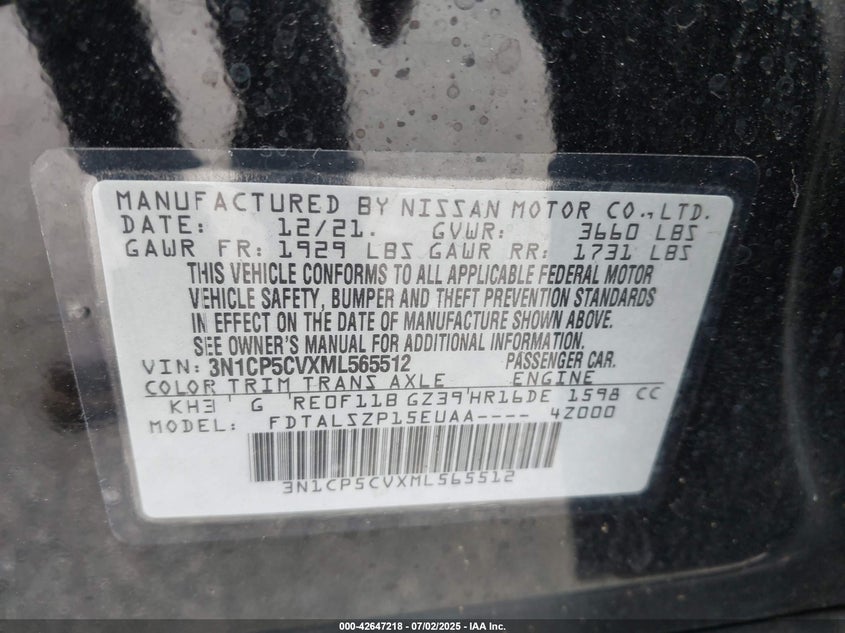 MANUFACTURED BY NISSAN MOTOR CO., LTD.
DATE: 12/21. GVWR: 3660 LBS
GAWR FR: 1929 LBS GAWR RR: 1731 LBS
THIS VEHICLE CONFORMS TO ALL APPLICABLE FEDERAL MOTOR
VEHICLE SAFETY, BUMPER AND THEFT PREVENTION STANDARDS
IN EFFECT ON THE DATE OF MANUFACTURE SHOWN ABOVE.
SEE OWNER'S MANUAL FOR ADDITIONAL INFORMATION.
VIN: 3N1CP5CVXML565512 PASSENGER CAR.
COLOR TRIM TRANS AXLE ENGINE
KH3 G RE0F11B GZ39 HR16DE 1598 CC
MODEL: FDTALSZP15EUAA---- 4Z000
3N1CP5CVXML565512
000-42647218 - 07/02/2025 - IAA Inc.